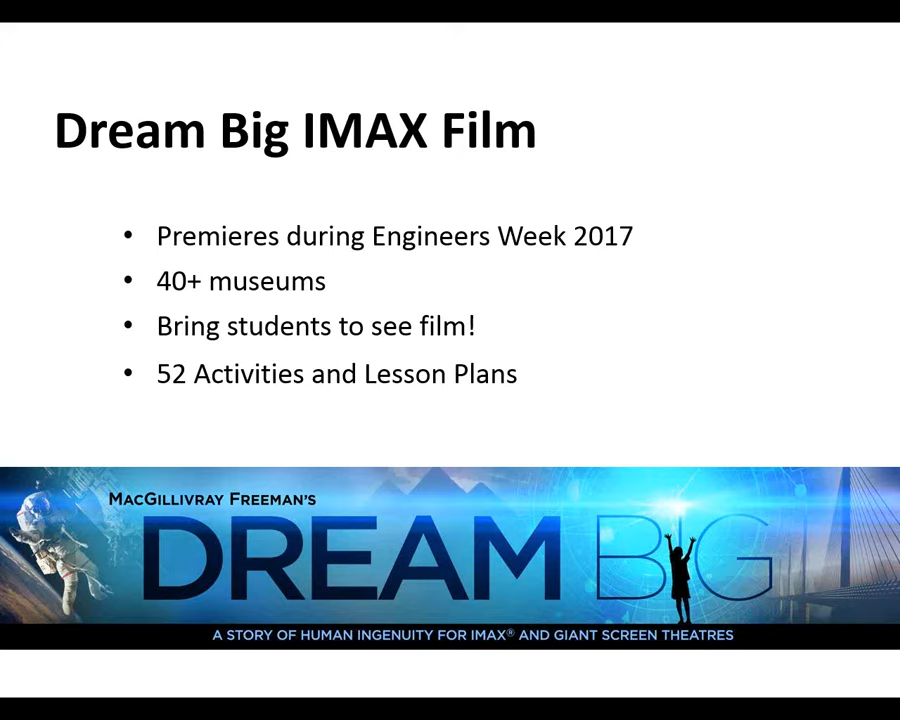 Dream Big IMAX Film
• Premieres during Engineers Week 2017
• 40+ museums
• Bring students to see film!
• 52 Activities and Lesson Plans
MACGILLIVRAY FREEMAN'S
DREAM BIG
A STORY OF HUMAN INGENUITY FOR IMAX® AND GIANT SCREEN THEATRES